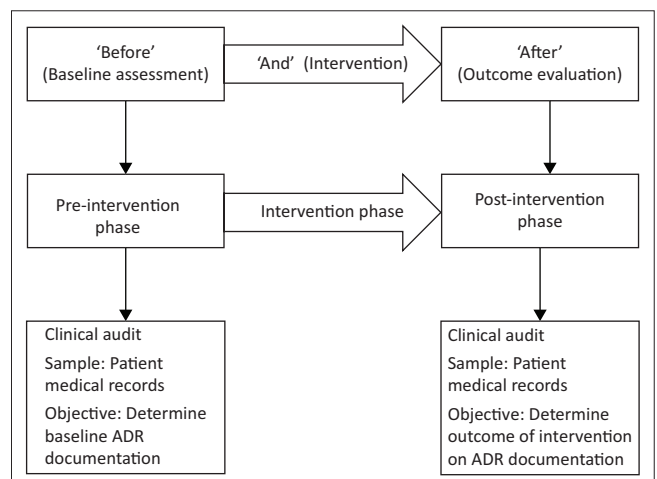 ‘Before’
(Baseline assessment)
‘And’ (Intervention)
‘After’
(Outcome evaluation)
Pre-intervention
phase
Intervention phase
Post-intervention
phase
Clinical audit
Sample: Patient
medical records
Objective: Determine
baseline ADR
documentation
Clinical audit
Sample: Patient
medical records
Objective: Determine
outcome of intervention
on ADR documentation